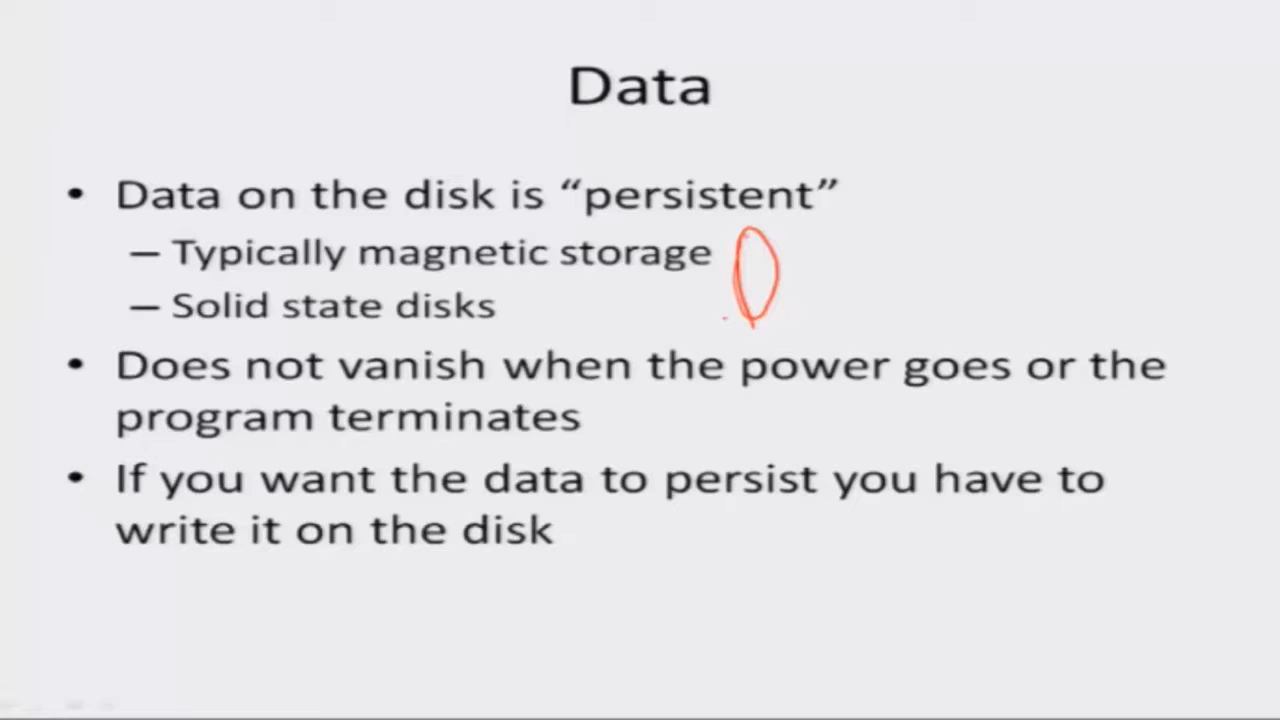 Data
• Data on the disk is “persistent”
– Typically magnetic storage
– Solid state disks
• Does not vanish when the power goes or the
program terminates
• If you want the data to persist you have to
write it on the disk